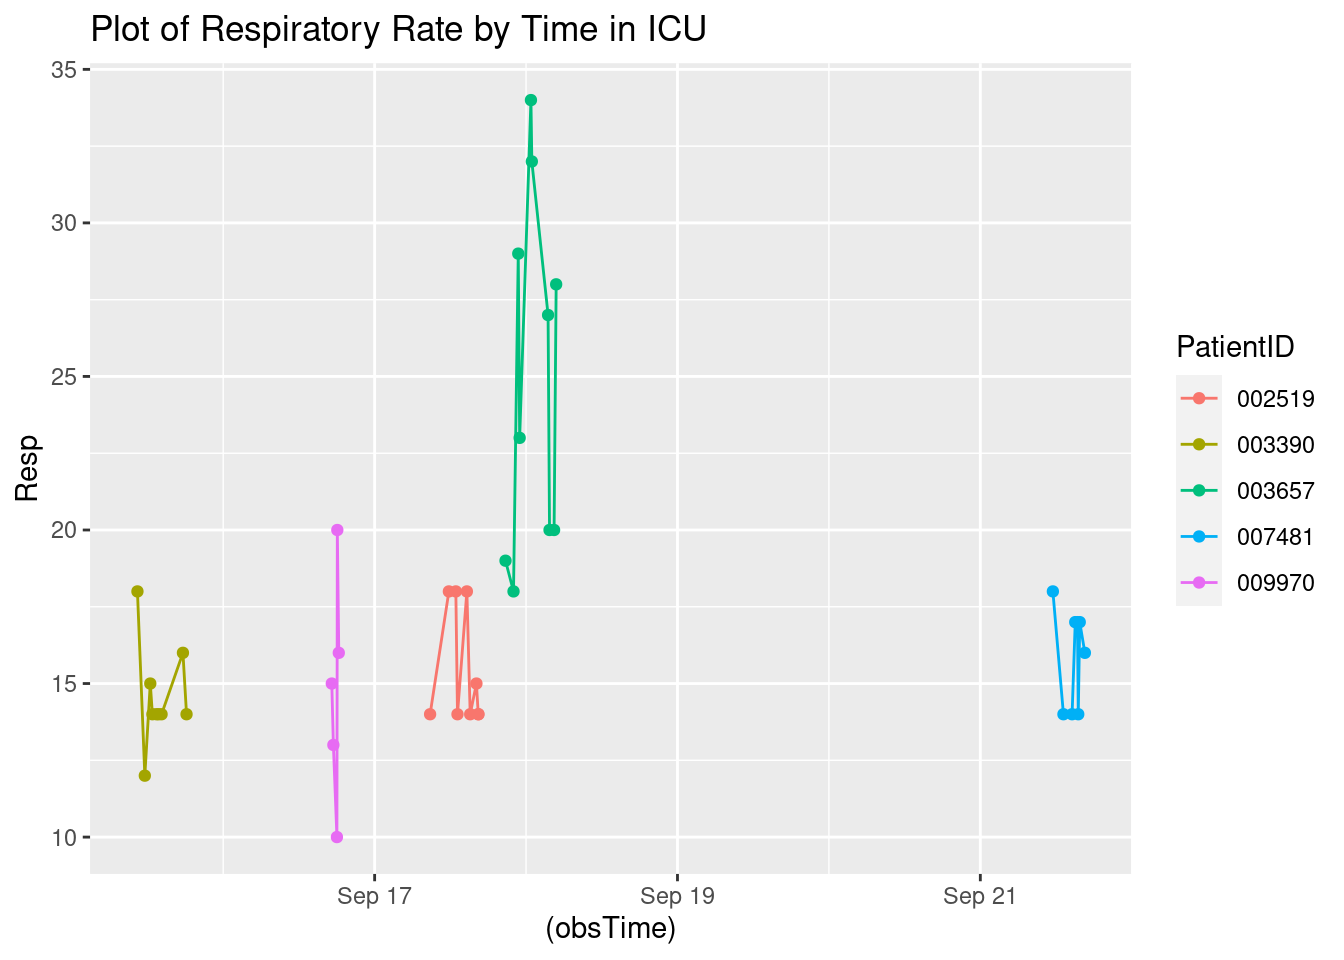 Plot of Respiratory Rate by Time in ICU
35
30
25
20
15
10
Resp
Sep 17
Sep 19
Sep 21
(obsTime)
PatientID
002519
003390
003657
007481
009970